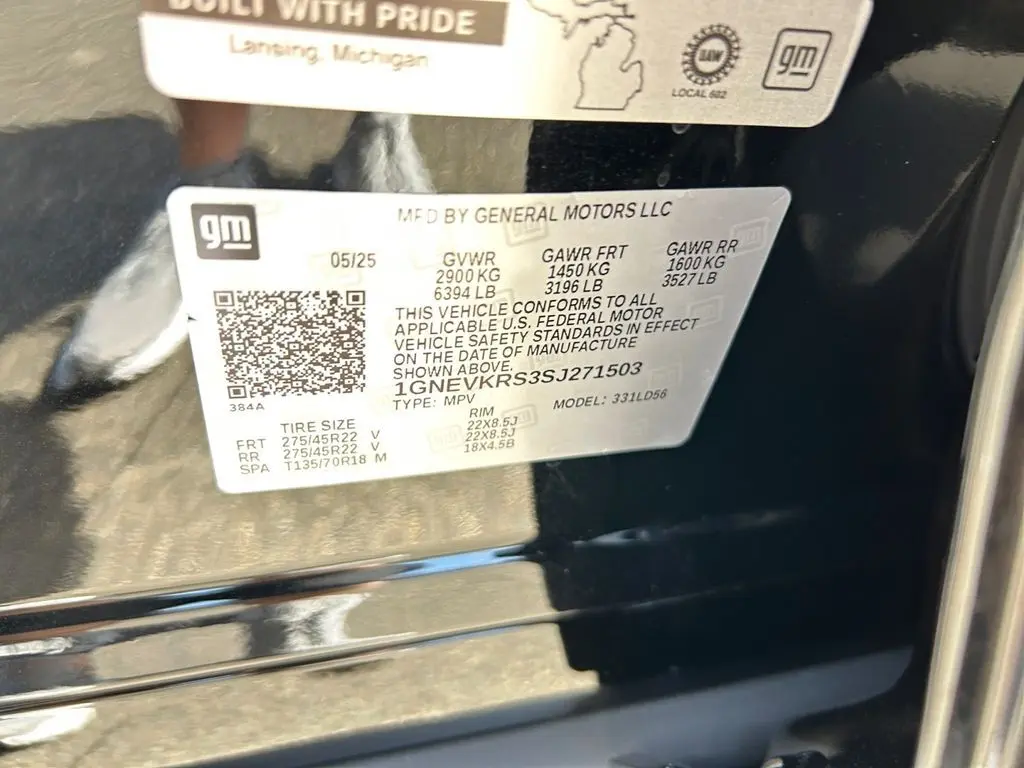 BUILT WITH PRIDE
Lansing, Michigan
UAW
LOCAL 602
gm
gm
MFD BY GENERAL MOTORS LLC
05/25
GVWR
2900 KG
6394 LB
GAWR FRT
1450 KG
3196 LB
GAWR RR
1600 KG
3527 LB
THIS VEHICLE CONFORMS TO ALL
APPLICABLE U.S. FEDERAL MOTOR
VEHICLE SAFETY STANDARDS IN EFFECT
ON THE DATE OF MANUFACTURE
SHOWN ABOVE.
1GNEVKRS3SJ271503
TYPE: MPV
MODEL: 331LD56
384A
TIRE SIZE
RIM
FRT 275/45R22 V 22X8.5J
RR 275/45R22 V 22X8.5J
SPA T135/70R18 M 18X4.5B